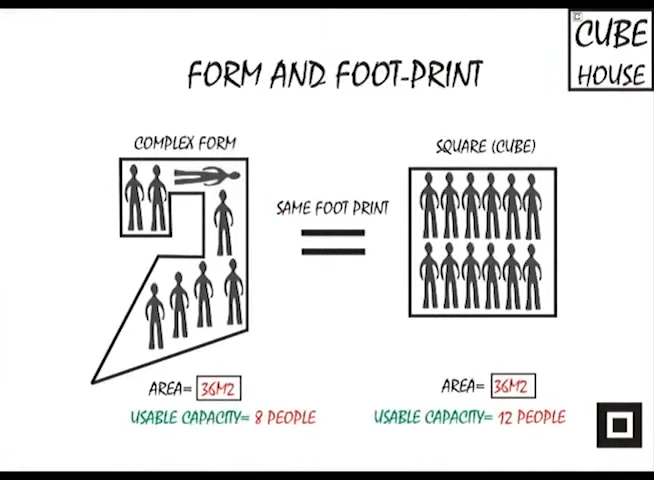 CUBE
HOUSE
FORM AND FOOT-PRINT
COMPLEX FORM
SQUARE (CUBE)
SAME FOOT PRINT
AREA= 36M2
USABLE CAPACITY= 8 PEOPLE
AREA= 36M2
USABLE CAPACITY= 12 PEOPLE